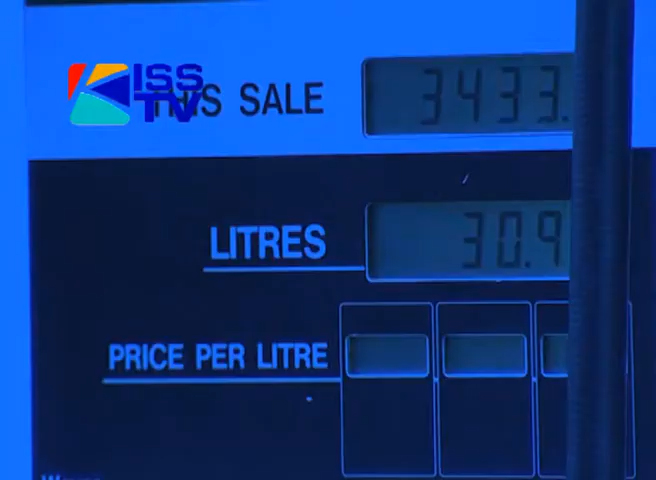 KISS
TV
THIS SALE 3433.
LITRES 30.9
PRICE PER LITRE